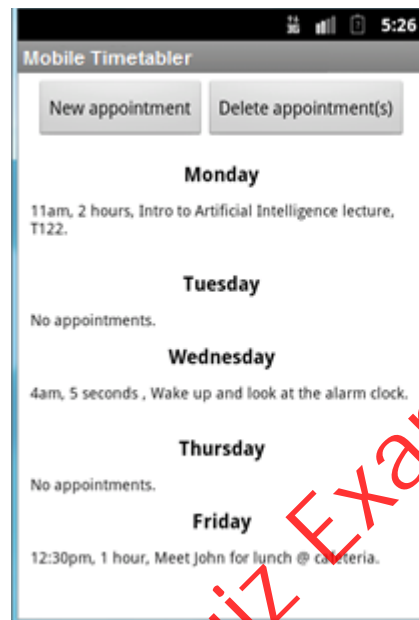 3G 5:26
Mobile Timetabler
New appointment Delete appointment(s)
Monday
11am, 2 hours, Intro to Artificial Intelligence lecture,
T122.
Tuesday
No appointments.
Wednesday
4am, 5 seconds , Wake up and look at the alarm clock.
Thursday
No appointments.
Friday
12:30pm, 1 hour, Meet John for lunch @ cafeteria.